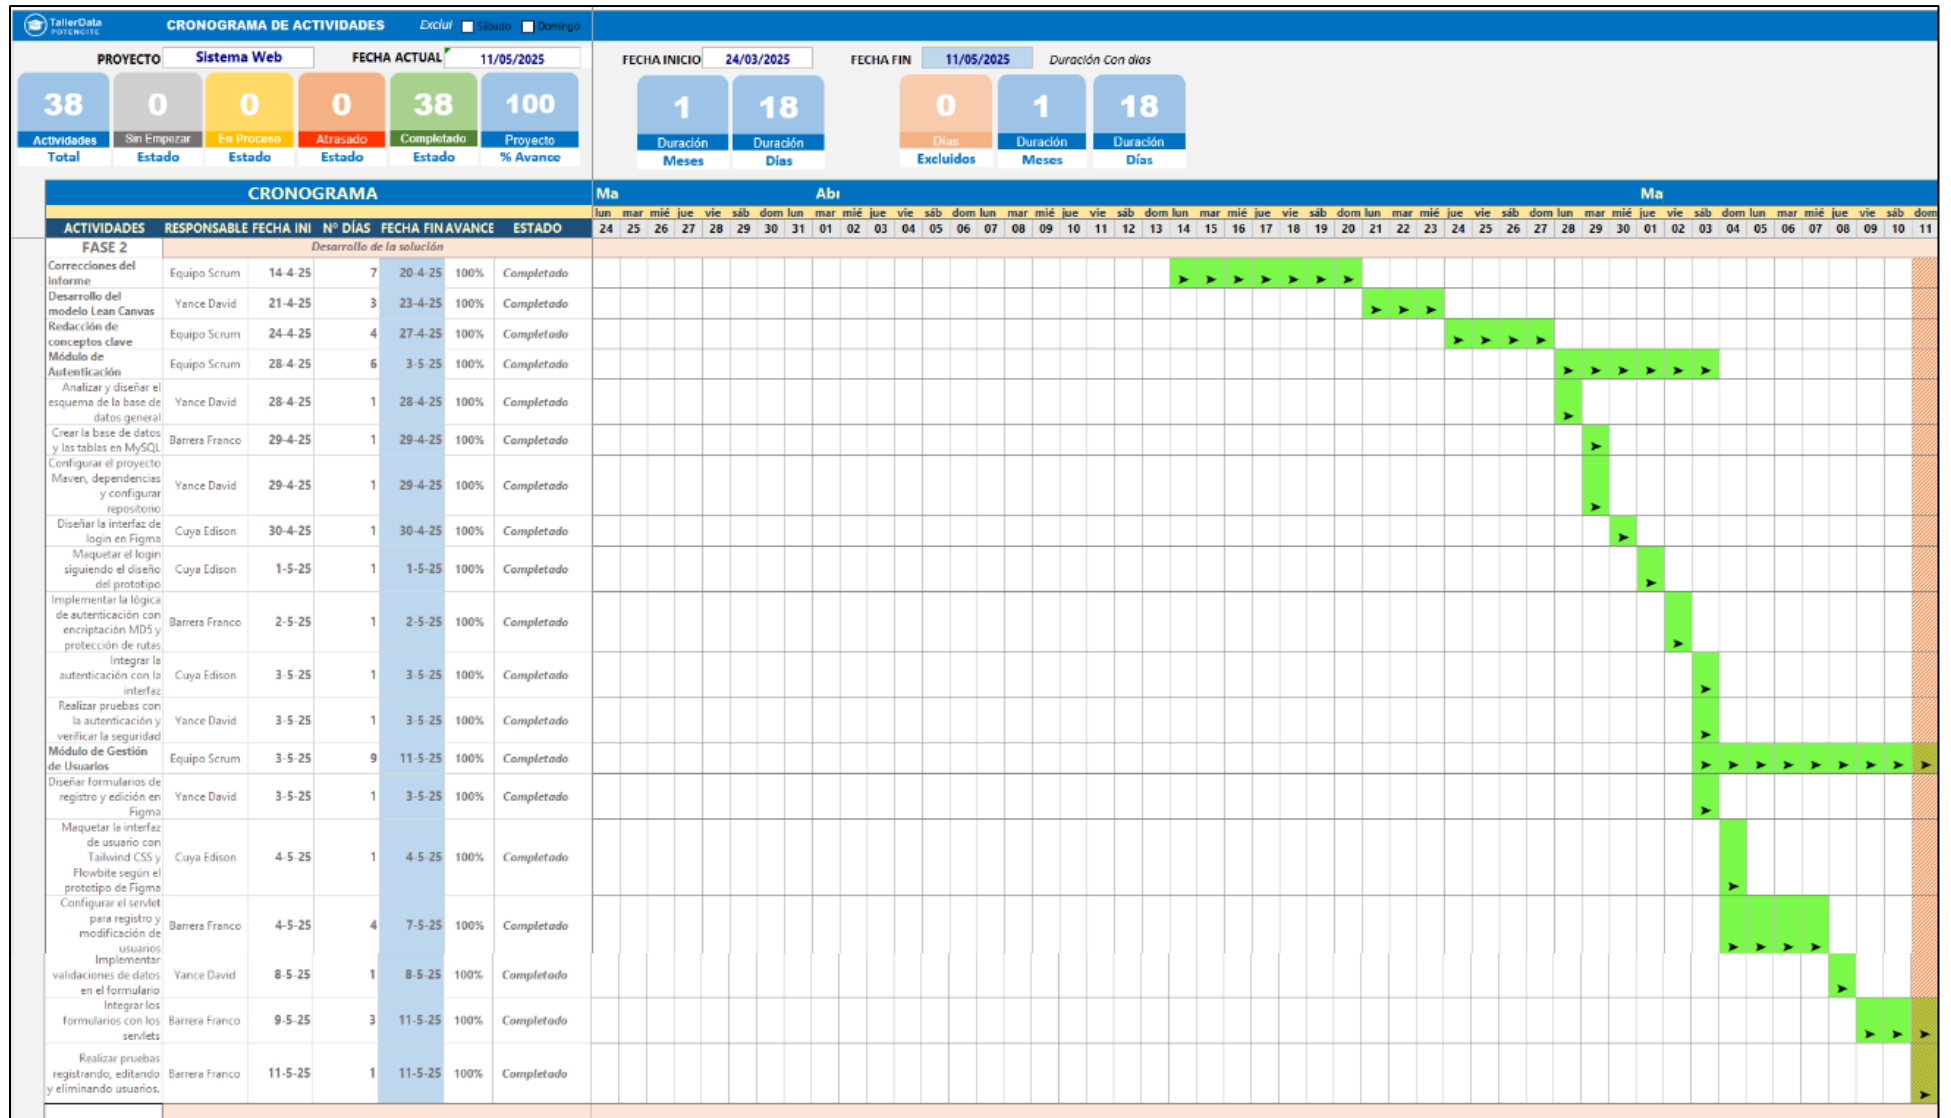 TallerData
POTENCITE
CRONOGRAMA DE ACTIVIDADES
Exclui
Sábado
Domingo
PROYECTO
Sistema Web
FECHA ACTUAL
11/05/2025
FECHA INICIO
24/03/2025
FECHA FIN
11/05/2025
Duración Con dias
38
0
0
0
38
100
1
18
0
1
18
Actividades
Sin Empezar
En Proceso
Atrasado
Completado
Proyecto
Duración
Duración
Días
Duración
Duración
Total
Estado
Estado
Estado
Estado
% Avance
Meses
Días
Excluidos
Meses
Días
CRONOGRAMA
Ma
Abr
Ma
lun mar mié jue vie sáb dom lun mar mié jue vie sáb dom lun mar mié jue vie sáb dom lun mar mié jue vie sáb dom lun mar mié jue vie sáb dom lun mar mié jue vie sáb dom lun mar mié jue vie sáb dom
ACTIVIDADES RESPONSABLE FECHA INI Nº DÍAS FECHA FIN AVANCE ESTADO
24 25 26 27 28 29 30 31 01 02 03 04 05 06 07 08 09 10 11 12 13 14 15 16 17 18 19 20 21 22 23 24 25 26 27 28 29 30 01 02 03 04 05 06 07 08 09 10 11
FASE 2
Desarrollo de la solución
Correcciones del
informe
Equipo Scrum 14-4-25 7 20-4-25 100% Completado
Desarrollo del
modelo Lean Canvas
Yance David 21-4-25 3 23-4-25 100% Completado
Redacción de
conceptos clave
Equipo Scrum 24-4-25 4 27-4-25 100% Completado
Módulo de
Autenticación
Equipo Scrum 28-4-25 6 3-5-25 100% Completado
Analizar y diseñar el
esquema de la base de
datos general
Yance David 28-4-25 1 28-4-25 100% Completado
Crear la base de datos
y las tablas en MySQL
Barrera Franco 29-4-25 1 29-4-25 100% Completado
Configurar el proyecto
Maven, dependencias
y configurar
repositorio
Yance David 29-4-25 1 29-4-25 100% Completado
Diseñar la interfaz de
login en Figma
Cuya Edison 30-4-25 1 30-4-25 100% Completado
Maquetar el login
siguiendo el diseño
del prototipo
Cuya Edison 1-5-25 1 1-5-25 100% Completado
Implementar la lógica
de autenticación con
encriptación MD5 y
protección de rutas
Barrera Franco 2-5-25 1 2-5-25 100% Completado
Integrar la
autenticación con la
interfaz
Cuya Edison 3-5-25 1 3-5-25 100% Completado
Realizar pruebas con
la autenticación y
verificar la seguridad
Yance David 3-5-25 1 3-5-25 100% Completado
Módulo de Gestión
de Usuarios
Equipo Scrum 3-5-25 9 11-5-25 100% Completado
Diseñar formularios de
registro y edición en
Figma
Yance David 3-5-25 1 3-5-25 100% Completado
Maquetar la interfaz
de usuario con
Tailwind CSS y
Flowbite según el
prototipo de Figma
Cuya Edison 4-5-25 1 4-5-25 100% Completado
Configurar el servlet
para registro y
modificación de
usuarios
Barrera Franco 4-5-25 4 7-5-25 100% Completado
Implementar
validaciones de datos
en el formulario
Yance David 8-5-25 1 8-5-25 100% Completado
Integrar los
formularios con los
servlets
Barrera Franco 9-5-25 3 11-5-25 100% Completado
Realizar pruebas
registrando, editando
y eliminando usuarios.
Barrera Franco 11-5-25 1 11-5-25 100% Completado